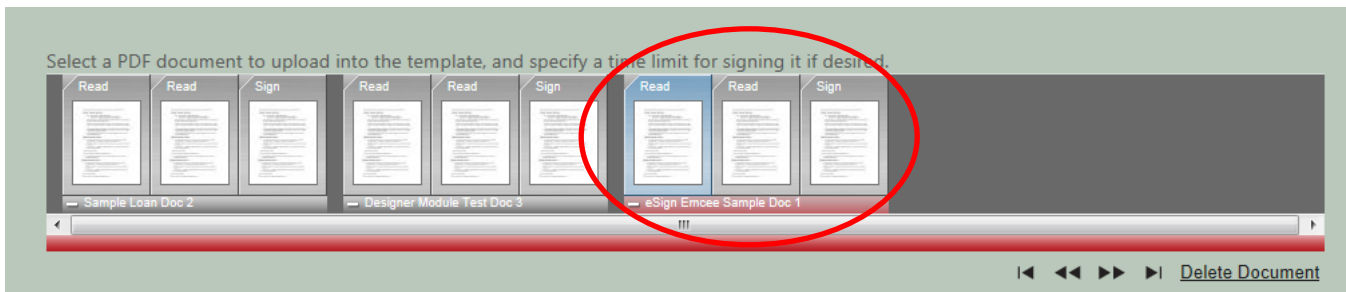 Select a PDF document to upload into the template, and specify a time limit for signing it if desired.
Read Read Sign Read Read Sign Read Read Sign
Sample Loan Doc 2 Designer Module Test Doc 3 eSign Emcee Sample Doc 1
Delete Document